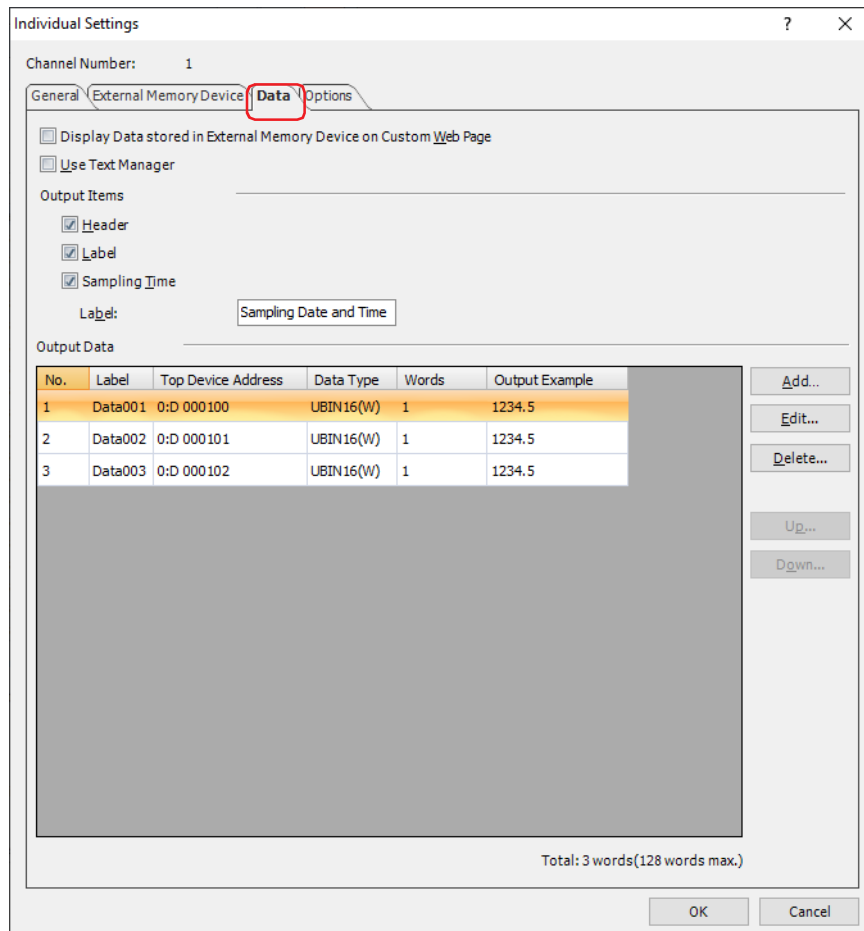 Individual Settings ? ×
Channel Number: 1
General External Memory Device Data Options
Display Data stored in External Memory Device on Custom Web Page
Use Text Manager
Output Items
Header
Label
Sampling Time
Label: Sampling Date and Time
Output Data
No. Label Top Device Address Data Type Words Output Example
1 Data001 0:D 000100 UBIN16(W) 1 1234.5
2 Data002 0:D 000101 UBIN16(W) 1 1234.5
3 Data003 0:D 000102 UBIN16(W) 1 1234.5
Add...
Edit...
Delete...
Up...
Down...
Total: 3 words(128 words max.)
OK Cancel